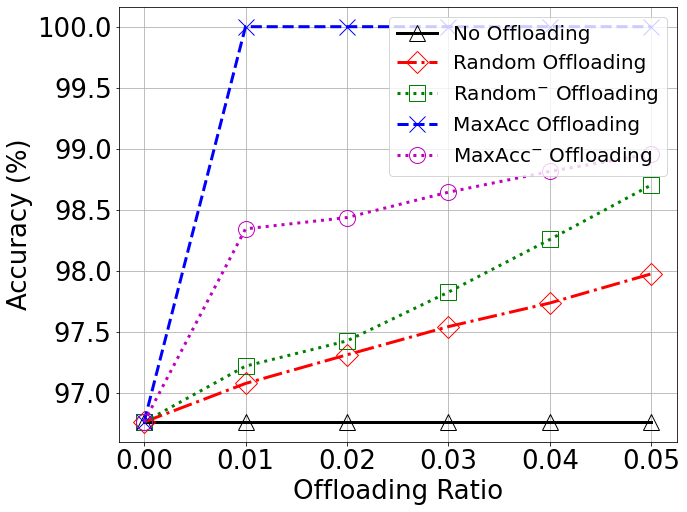 100.0
99.5
99.0
98.5
98.0
97.5
97.0
Accuracy (%)
No Offloading
Random Offloading
Random⁻ Offloading
MaxAcc Offloading
MaxAcc⁻ Offloading
0.00 0.01 0.02 0.03 0.04 0.05
Offloading Ratio